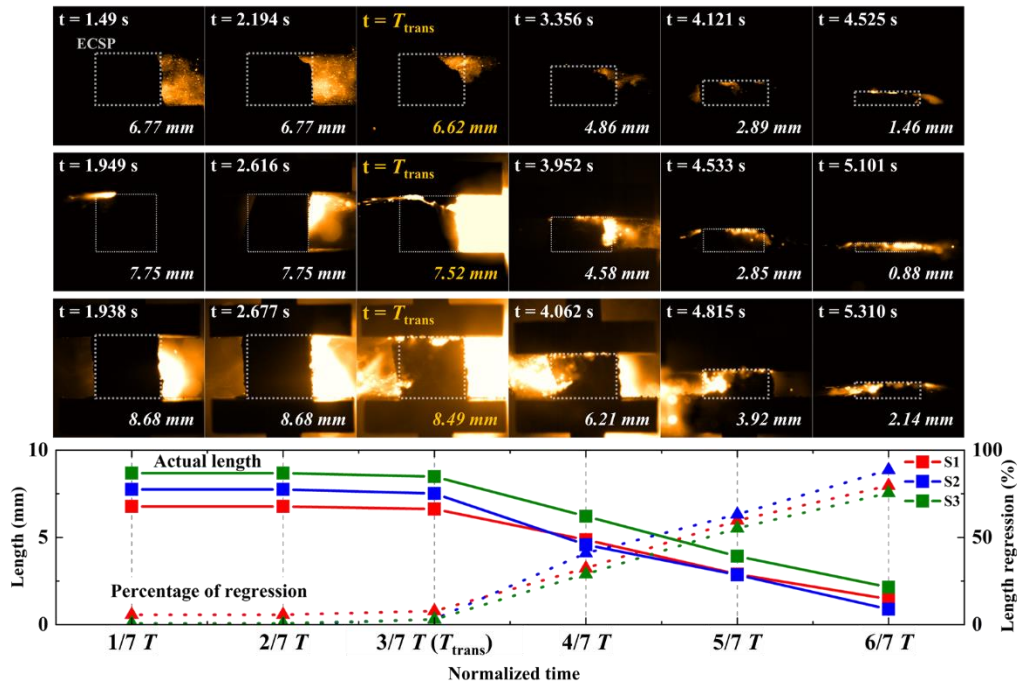 t = 1.49 s
t = 2.194 s
t = Ttrans
t = 3.356 s
t = 4.121 s
t = 4.525 s
ECSP
6.77 mm
6.77 mm
6.62 mm
4.86 mm
2.89 mm
1.46 mm
t = 1.949 s
t = 2.616 s
t = Ttrans
t = 3.952 s
t = 4.533 s
t = 5.101 s
7.75 mm
7.75 mm
7.52 mm
4.58 mm
2.85 mm
0.88 mm
t = 1.938 s
t = 2.677 s
t = Ttrans
t = 4.062 s
t = 4.815 s
t = 5.310 s
8.68 mm
8.68 mm
8.49 mm
6.21 mm
3.92 mm
2.14 mm
10
5
0
Length (mm)
Actual length
Percentage of regression
S1
S2
S3
100
50
0
Length regression (%)
1/7 T
2/7 T
3/7 T (Ttrans)
4/7 T
5/7 T
6/7 T
Normalized time